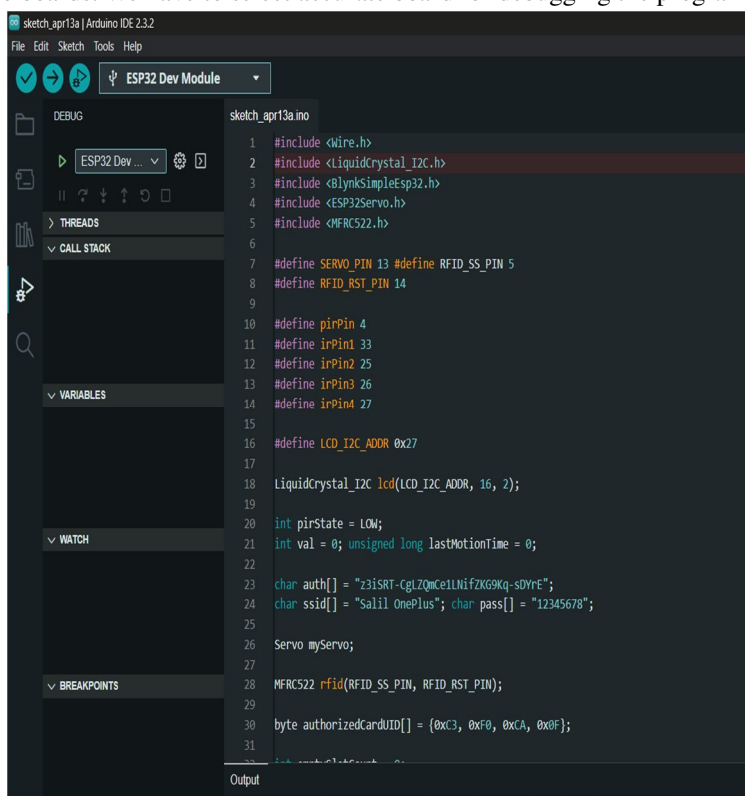 sketch_apr13a | Arduino IDE 2.3.2
File Edit Sketch Tools Help
ESP32 Dev Module
DEBUG
sketch_apr13a.ino
ESP32 Dev ...
THREADS
CALL STACK
VARIABLES
WATCH
BREAKPOINTS
1 #include <Wire.h>
2 #include <LiquidCrystal_I2C.h>
3 #include <BlynkSimpleEsp32.h>
4 #include <ESP32Servo.h>
5 #include <MFRC522.h>
6
7 #define SERVO_PIN 13 #define RFID_SS_PIN 5
8 #define RFID_RST_PIN 14
9
10 #define pirPin 4
11 #define irPin1 33
12 #define irPin2 25
13 #define irPin3 26
14 #define irPin4 27
15
16 #define LCD_I2C_ADDR 0x27
17
18 LiquidCrystal_I2C lcd(LCD_I2C_ADDR, 16, 2);
19
20 int pirState = LOW;
21 int val = 0; unsigned long lastMotionTime = 0;
22
23 char auth[] = "z3iSRT-CgLZQmCe1LNifZKG9Kq-sDYrE";
24 char ssid[] = "Salil OnePlus"; char pass[] = "12345678";
25
26 Servo myServo;
27
28 MFRC522 rfid(RFID_SS_PIN, RFID_RST_PIN);
29
30 byte authorizedCardUID[] = {0xC3, 0xF0, 0xCA, 0x0F};
31
Output